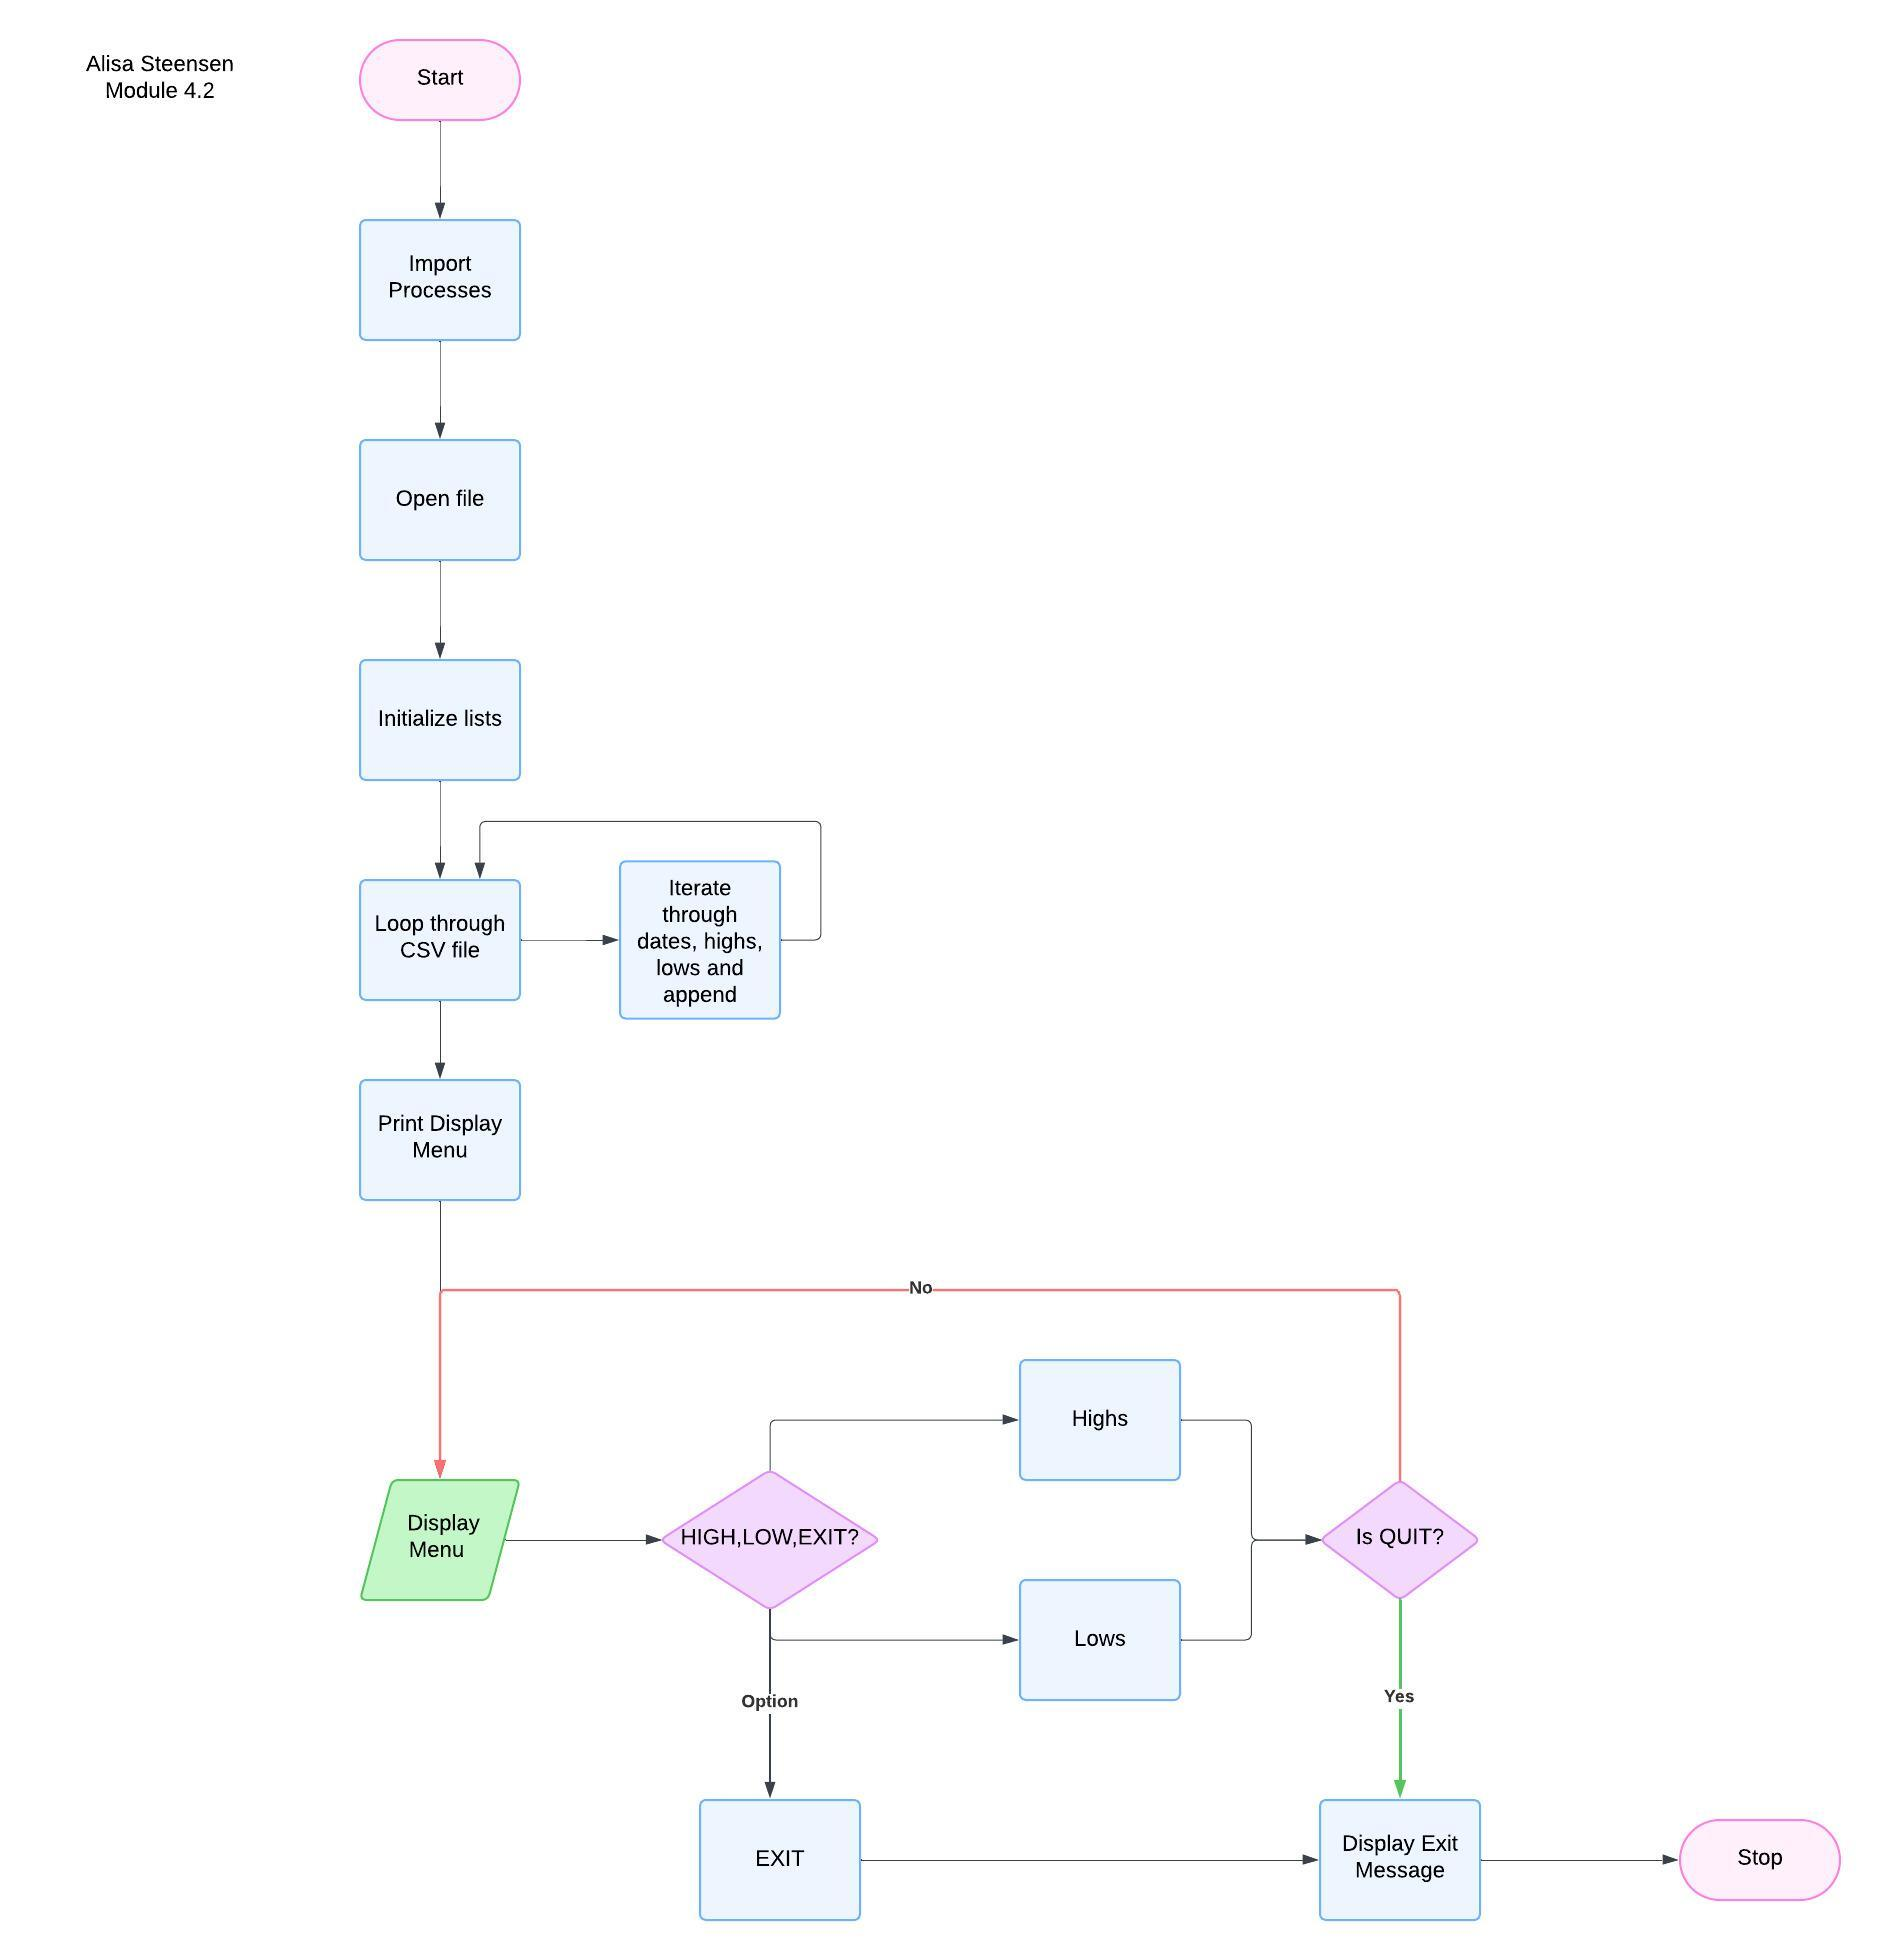 Alisa Steensen
Module 4.2
Start
Import
Processes
Open file
Initialize lists
Loop through
CSV file
Iterate
through
dates, highs,
lows and
append
Print Display
Menu
No
Highs
Display
Menu
HIGH,LOW,EXIT?
Is QUIT?
Lows
Option
Yes
EXIT
Display Exit
Message
Stop